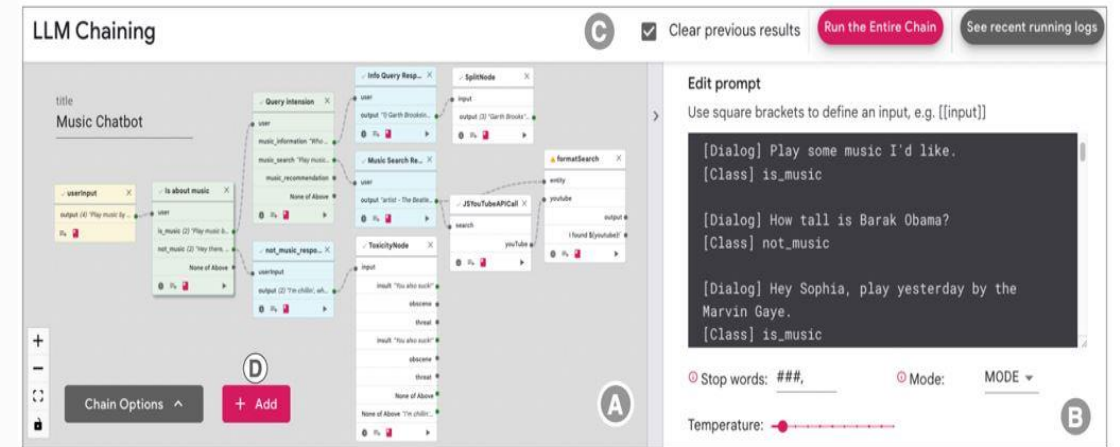 LLM Chaining
C
Clear previous results
Run the Entire Chain
See recent running logs
title
Music Chatbot
userInput X
output (4) "Play music by ...
Is about music X
user
is_music (2) "Play music b...
not_music (2) "Hey there, ...
None of Above
Query intension X
user
music_information "Who...
music_search "Play music...
music_recommendation
None of Above
not_music_respo... X
userInput
output (2) "I'm chillin', wh...
Info Query Resp... X
user
output "1) Garth Brooks\n...
Music Search Re... X
user
output "artist - The Beatle...
ToxicityNode X
input
insult "You also suck!"
obscene
threat
insult "You also suck!"
obscene
threat
None of Above
None of Above "I'm chillin'...
SplitNode X
input
output (3) "Garth Brooks"...
JSYouTubeAPICall X
search
youTube
formatSearch X
entity
youtube
output
I found ${youtube}!
+
−
D
Chain Options
+ Add
A
Edit prompt
Use square brackets to define an input, e.g. [[input]]
[Dialog] Play some music I'd like.
[Class] is_music
[Dialog] How tall is Barak Obama?
[Class] not_music
[Dialog] Hey Sophia, play yesterday by the
Marvin Gaye.
[Class] is_music
Stop words: ###,
Mode: MODE
Temperature:
B